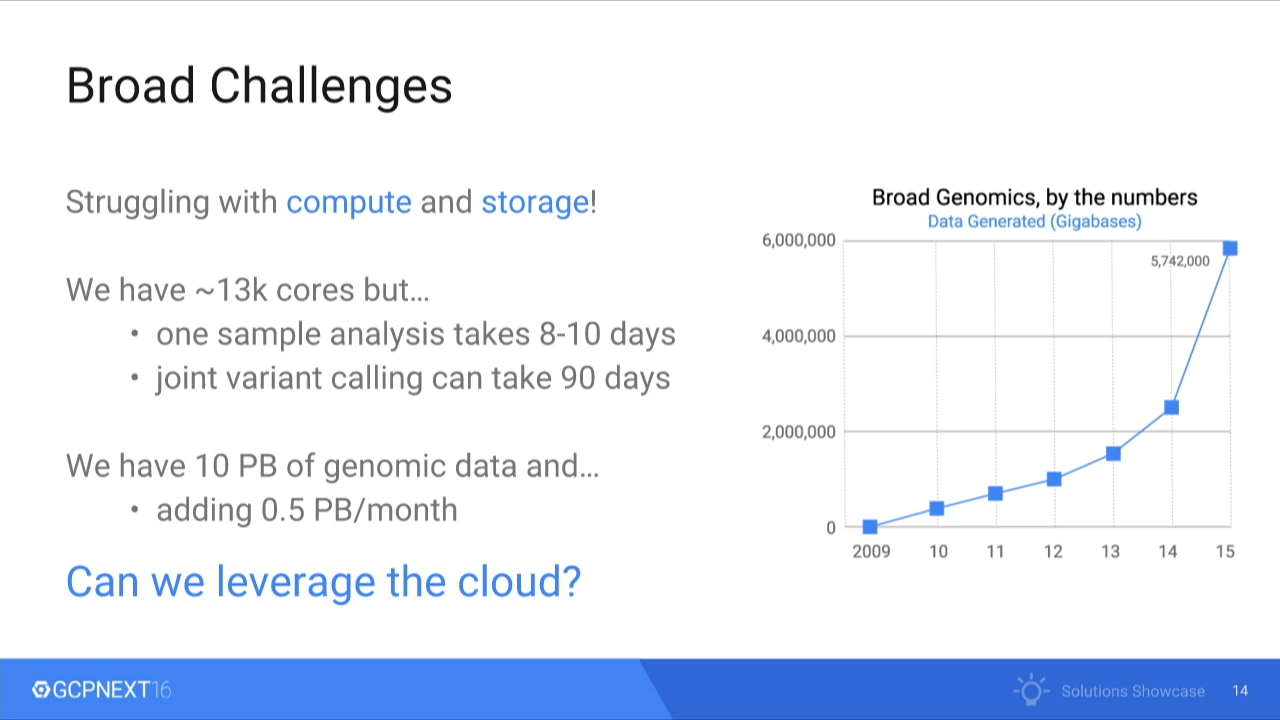 Broad Challenges
Struggling with compute and storage!
We have ~13k cores but…
• one sample analysis takes 8-10 days
• joint variant calling can take 90 days
We have 10 PB of genomic data and…
• adding 0.5 PB/month
Can we leverage the cloud?
Broad Genomics, by the numbers
Data Generated (Gigabases)
6,000,000
5,742,000
4,000,000
2,000,000
0
2009 10 11 12 13 14 15
GCPNEXT16
Solutions Showcase 14